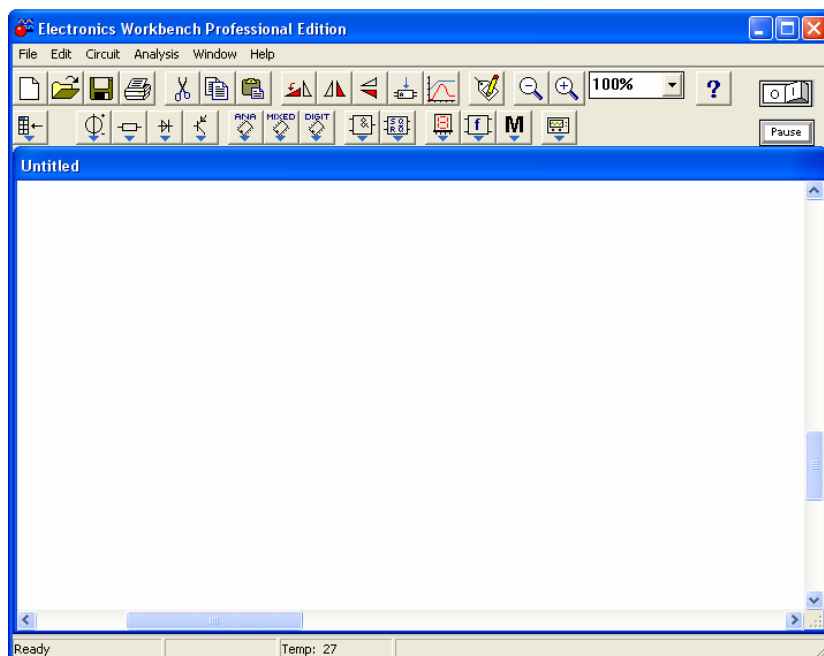 Electronics Workbench Professional Edition
File Edit Circuit Analysis Window Help
100% ?
ANA MIXED DIGIT
& f M
Pause
Untitled
Ready Temp: 27